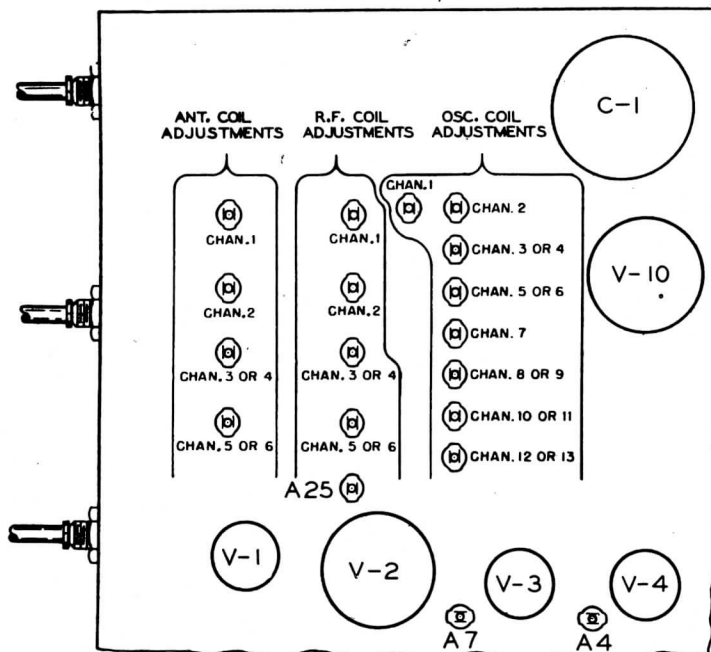 ANT. COIL
ADJUSTMENTS
R.F. COIL
ADJUSTMENTS
OSC. COIL
ADJUSTMENTS
C-1
CHAN.1
CHAN.2
CHAN.3 OR 4
CHAN.5 OR 6
CHAN.1
CHAN.2
CHAN.3 OR 4
CHAN.5 OR 6
A25
CHAN.1
CHAN. 2
CHAN. 3 OR 4
CHAN. 5 OR 6
CHAN. 7
CHAN. 8 OR 9
CHAN. 10 OR 11
CHAN. 12 OR 13
V-10
V-1
V-2
V-3
V-4
A7
A4